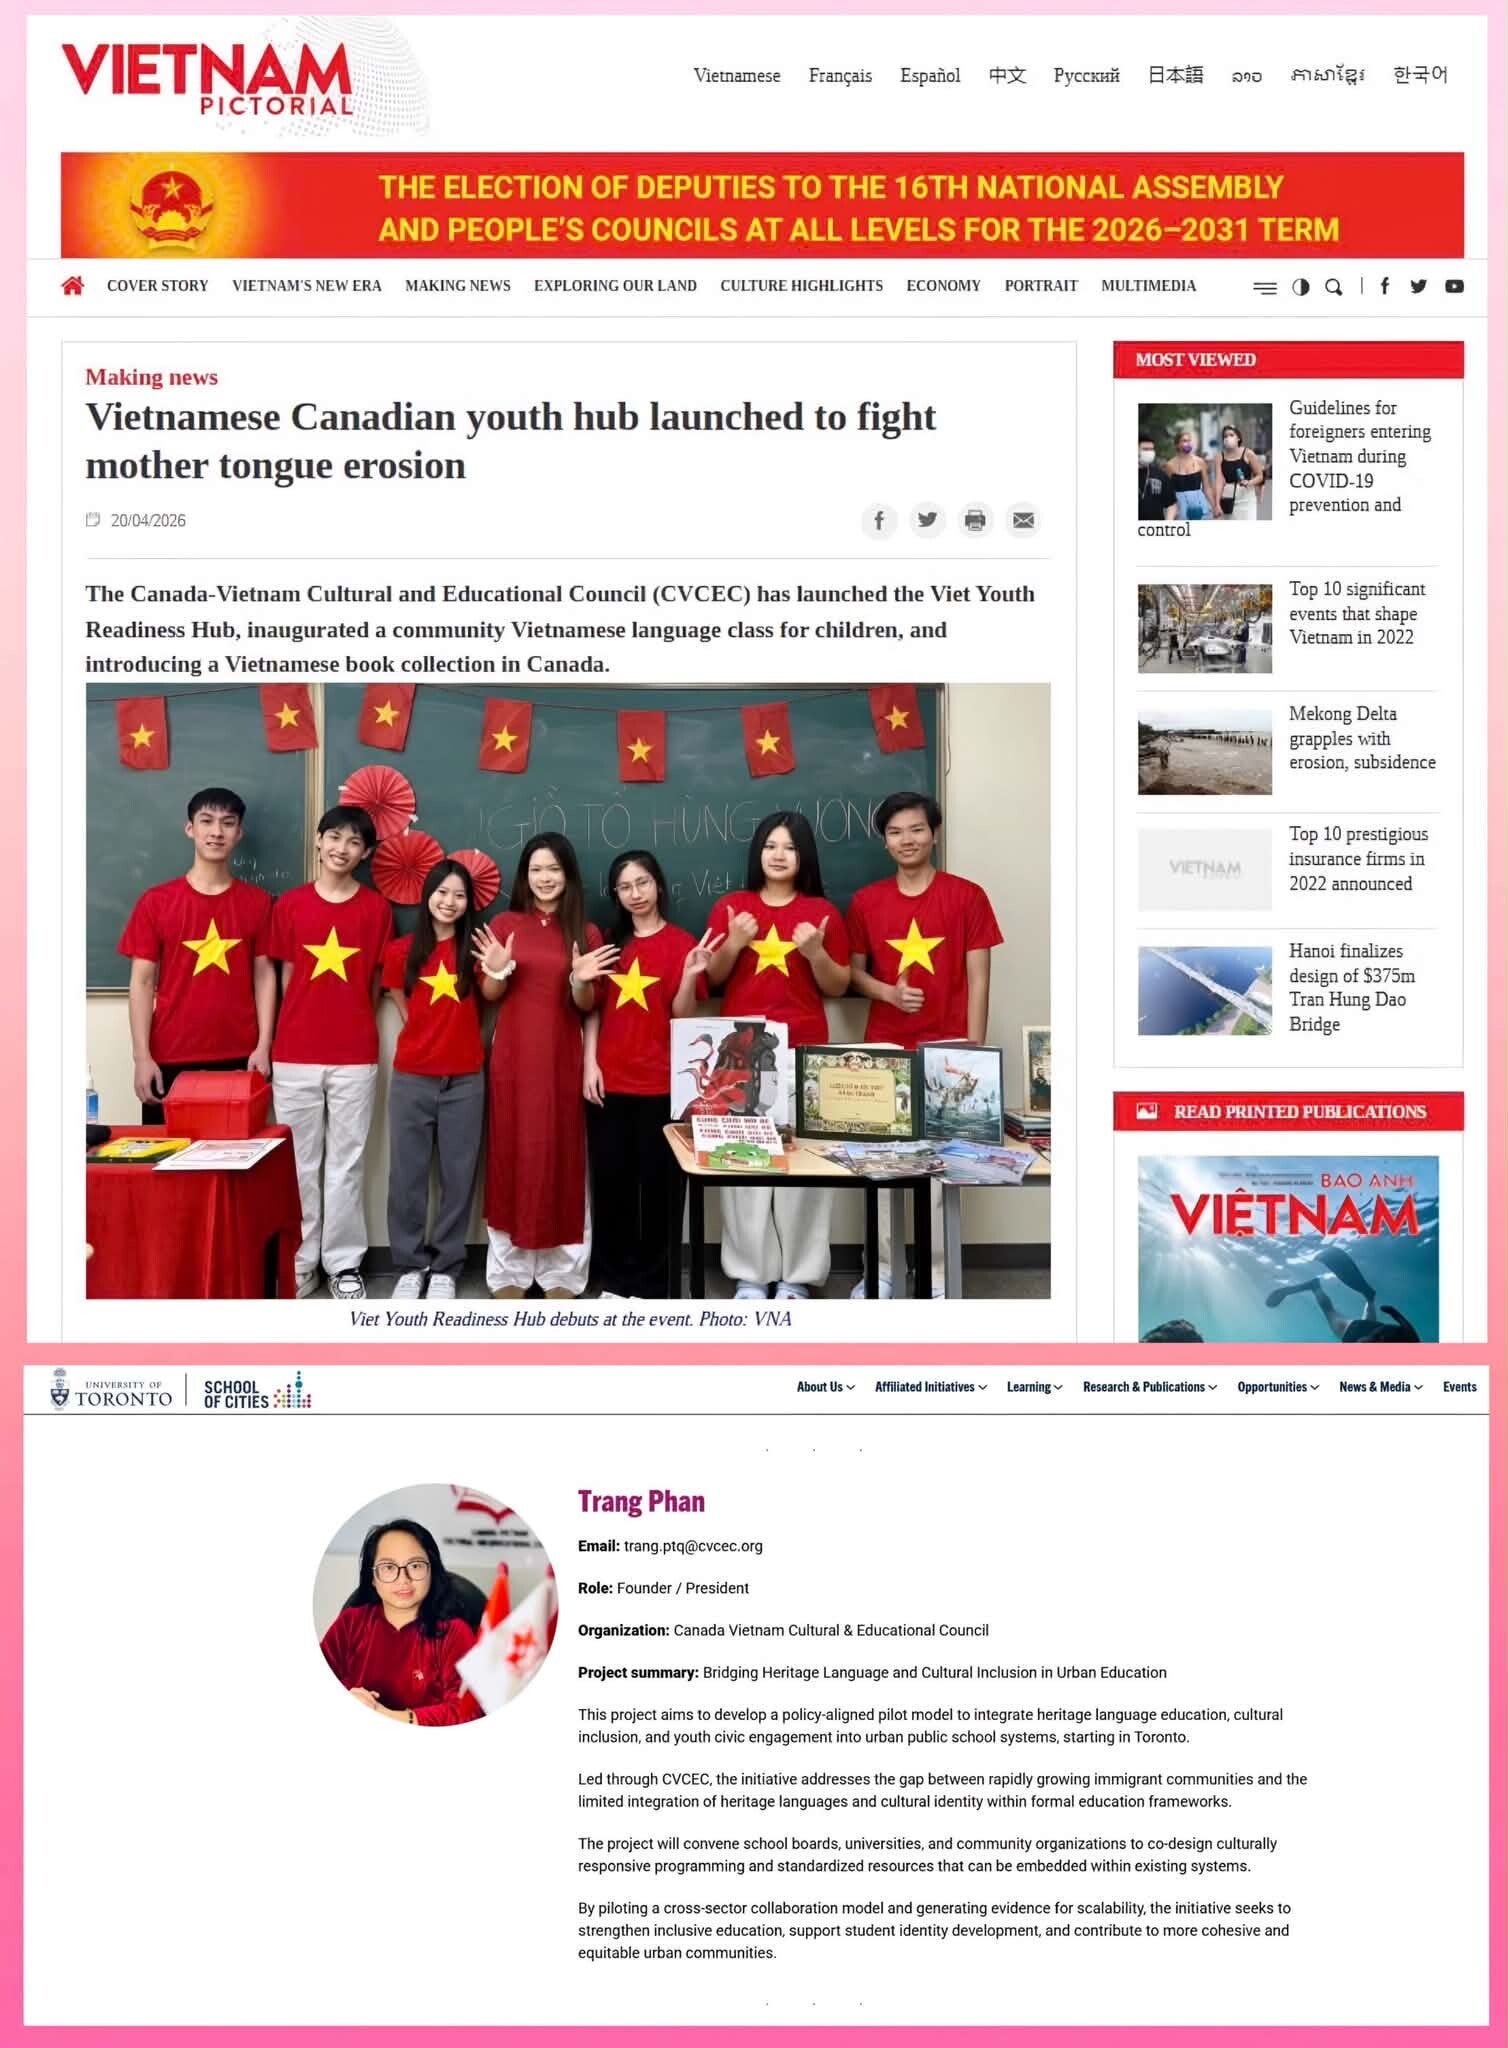 VIETNAM
PICTORIAL
Vietnamese Français Español 中文 Русский 日本語 ລາວ ភាសាខ្មែរ 한국어
THE ELECTION OF DEPUTIES TO THE 16TH NATIONAL ASSEMBLY
AND PEOPLE'S COUNCILS AT ALL LEVELS FOR THE 2026–2031 TERM
COVER STORY VIETNAM'S NEW ERA MAKING NEWS EXPLORING OUR LAND CULTURE HIGHLIGHTS ECONOMY PORTRAIT MULTIMEDIA
Making news
Vietnamese Canadian youth hub launched to fight
mother tongue erosion
20/04/2026
The Canada-Vietnam Cultural and Educational Council (CVCEC) has launched the Viet Youth
Readiness Hub, inaugurated a community Vietnamese language class for children, and
introducing a Vietnamese book collection in Canada.
GIỖ TỔ HÙNG VƯƠNG
Việt
Viet Youth Readiness Hub debuts at the event. Photo: VNA
MOST VIEWED
Guidelines for
foreigners entering
Vietnam during
COVID-19
prevention and
control
Top 10 significant
events that shape
Vietnam in 2022
Mekong Delta
grapples with
erosion, subsidence
VIETNAM
Top 10 prestigious
insurance firms in
2022 announced
Hanoi finalizes
design of $375m
Tran Hung Dao
Bridge
READ PRINTED PUBLICATIONS
BAO ANH
VIỆTNAM
UNIVERSITY OF
TORONTO
SCHOOL
OF CITIES
About Us Affiliated Initiatives Learning Research & Publications Opportunities News & Media Events
Trang Phan
Email: trang.ptq@cvcec.org
Role: Founder / President
Organization: Canada Vietnam Cultural & Educational Council
Project summary: Bridging Heritage Language and Cultural Inclusion in Urban Education
This project aims to develop a policy-aligned pilot model to integrate heritage language education, cultural
inclusion, and youth civic engagement into urban public school systems, starting in Toronto.
Led through CVCEC, the initiative addresses the gap between rapidly growing immigrant communities and the
limited integration of heritage languages and cultural identity within formal education frameworks.
The project will convene school boards, universities, and community organizations to co-design culturally
responsive programming and standardized resources that can be embedded within existing systems.
By piloting a cross-sector collaboration model and generating evidence for scalability, the initiative seeks to
strengthen inclusive education, support student identity development, and contribute to more cohesive and
equitable urban communities.